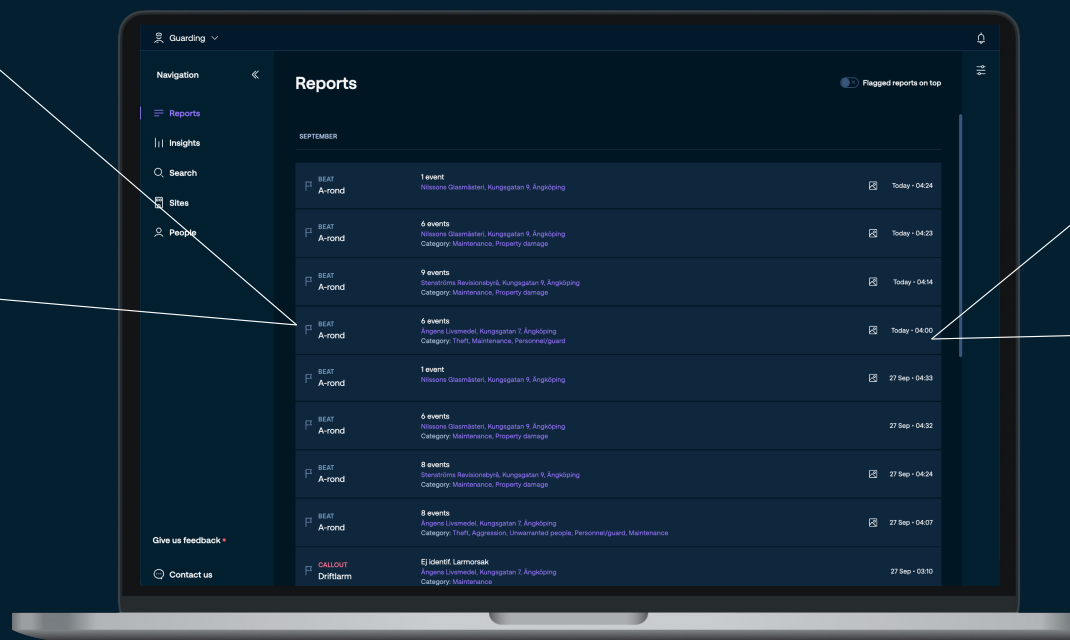 Guarding
Navigation
Reports
Insights
Search
Sites
People
Give us feedback
Contact us
Reports
Flagged reports on top
SEPTEMBER
BEAT
A-rond
1 event
Nilssons Glasmästeri, Kungsgatan 9, Ängköping
Today • 04:24
BEAT
A-rond
6 events
Nilssons Glasmästeri, Kungsgatan 9, Ängköping
Category: Maintenance, Property damage
Today • 04:23
BEAT
A-rond
9 events
Stenströms Revisionsbyrå, Kungsgatan 9, Ängköping
Category: Maintenance, Property damage
Today • 04:14
BEAT
A-rond
6 events
Ängens Livsmedel, Kungsgatan 7, Ängköping
Category: Theft, Maintenance, Personnel/guard
Today • 04:00
BEAT
A-rond
1 event
Nilssons Glasmästeri, Kungsgatan 9, Ängköping
27 Sep • 04:33
BEAT
A-rond
6 events
Nilssons Glasmästeri, Kungsgatan 9, Ängköping
Category: Maintenance, Property damage
27 Sep • 04:32
BEAT
A-rond
8 events
Stenströms Revisionsbyrå, Kungsgatan 9, Ängköping
Category: Maintenance, Property damage
27 Sep • 04:24
BEAT
A-rond
8 events
Ängens Livsmedel, Kungsgatan 7, Ängköping
Category: Theft, Aggression, Unwarranted people, Personnel/guard, Maintenance
27 Sep • 04:07
CALLOUT
Driftlarm
Ej identif. Larmorsak
Ängens Livsmedel, Kungsgatan 7, Ängköping
Category: Maintenance
27 Sep • 03:10